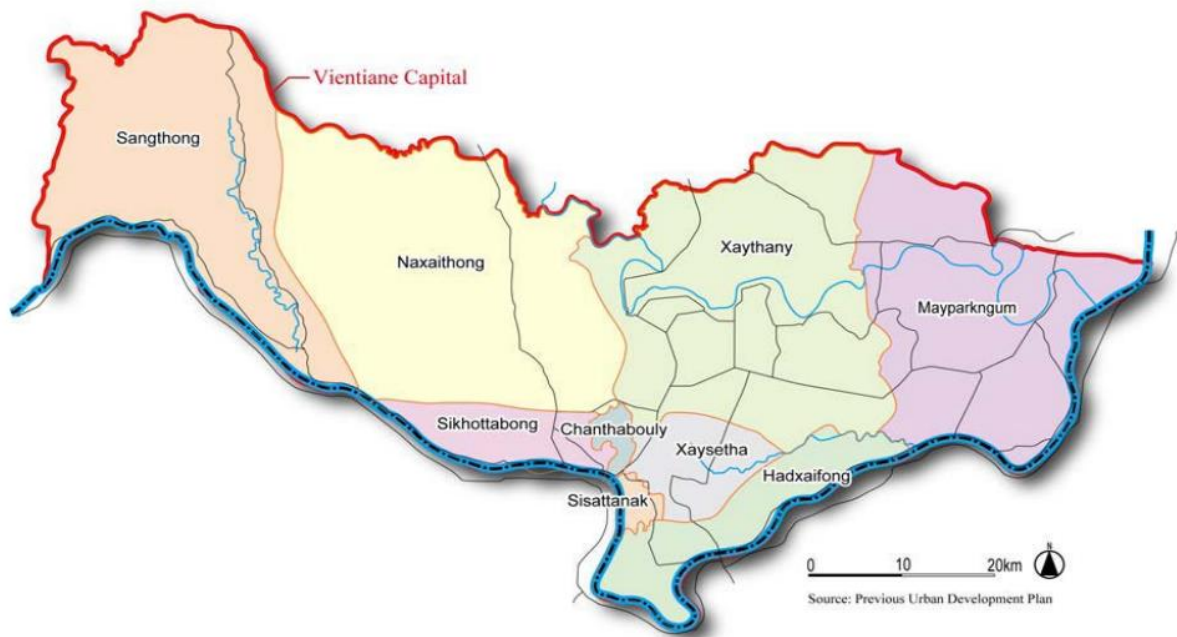 Vientiane Capital
Sangthong
Xaythany
Naxaithong
Mayparkngum
Sikhottabong
Chanthabouly
Xaysetha
Hadxaifong
Sisattanak
0 10 20km
N
Source: Previous Urban Development Plan